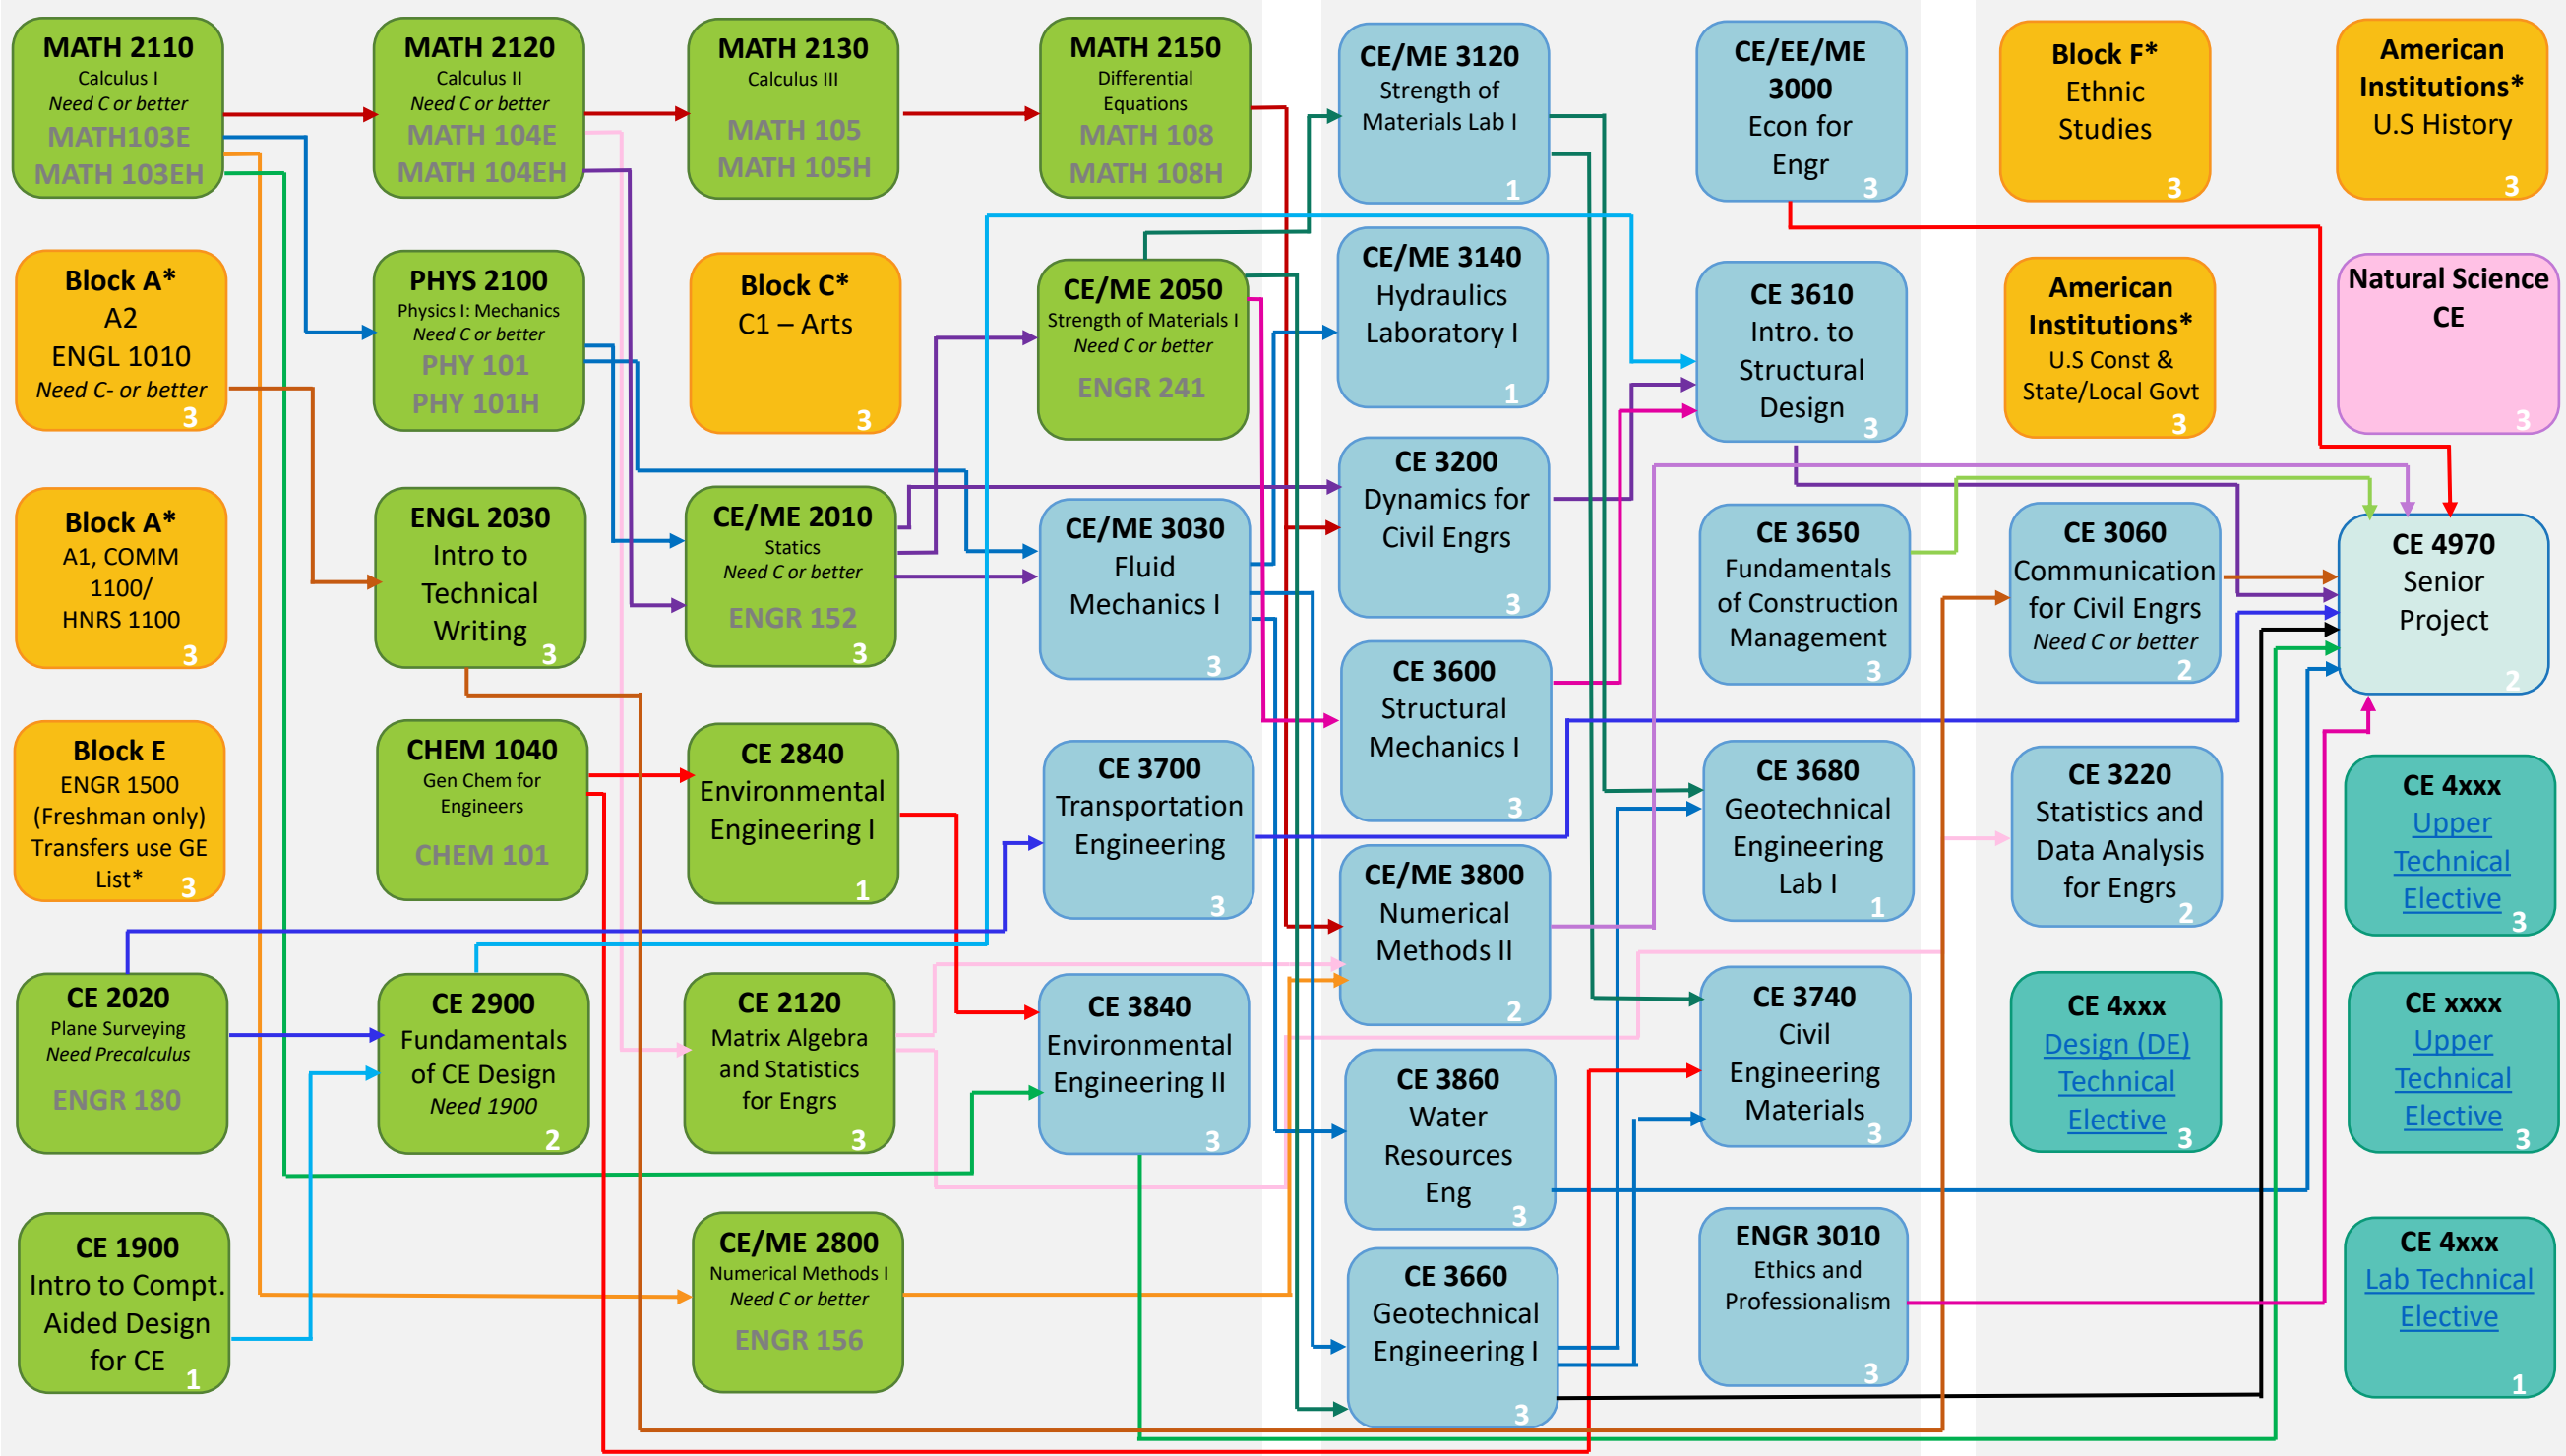 MATH 2110
Calculus I
Need C or better
MATH103E
MATH 103EH
MATH 2120
Calculus II
Need C or better
MATH 104E
MATH 104EH
MATH 2130
Calculus III
MATH 105
MATH 105H
MATH 2150
Differential
Equations
MATH 108
MATH 108H
CE/ME 3120
Strength of
Materials Lab I
1
CE/EE/ME
3000
Econ for
Engr
3
Block F*
Ethnic
Studies
3
American
Institutions*
U.S History
3
Block A*
A2
ENGL 1010
Need C- or better
3
PHYS 2100
Physics I: Mechanics
Need C or better
PHY 101
PHY 101H
Block C*
C1 – Arts
3
CE/ME 2050
Strength of Materials I
Need C or better
ENGR 241
CE/ME 3140
Hydraulics
Laboratory I
1
CE 3610
Intro. to
Structural
Design
3
American
Institutions*
U.S Const &
State/Local Govt
3
Natural Science
CE
3
Block A*
A1, COMM
1100/
HNRS 1100
3
ENGL 2030
Intro to
Technical
Writing
3
CE/ME 2010
Statics
Need C or better
ENGR 152
3
CE/ME 3030
Fluid
Mechanics I
3
CE 3200
Dynamics for
Civil Engrs
3
CE 3650
Fundamentals
of Construction
Management
3
CE 3060
Communication
for Civil Engrs
Need C or better
2
CE 4970
Senior
Project
2
Block E
ENGR 1500
(Freshman only)
Transfers use GE
List*
3
CHEM 1040
Gen Chem for
Engineers
CHEM 101
CE 2840
Environmental
Engineering I
1
CE 3700
Transportation
Engineering
3
CE 3600
Structural
Mechanics I
3
CE 3680
Geotechnical
Engineering
Lab I
1
CE 3220
Statistics and
Data Analysis
for Engrs
2
CE 4xxx
Upper
Technical
Elective
3
CE/ME 3800
Numerical
Methods II
2
CE 2020
Plane Surveying
Need Precalculus
ENGR 180
CE 2900
Fundamentals
of CE Design
Need 1900
2
CE 2120
Matrix Algebra
and Statistics
for Engrs
3
CE 3840
Environmental
Engineering II
3
CE 3860
Water
Resources
Eng
3
CE 3740
Civil
Engineering
Materials
3
CE 4xxx
Design (DE)
Technical
Elective
3
CE xxxx
Upper
Technical
Elective
3
CE 1900
Intro to Compt.
Aided Design
for CE
1
CE/ME 2800
Numerical Methods I
Need C or better
ENGR 156
CE 3660
Geotechnical
Engineering I
3
ENGR 3010
Ethics and
Professionalism
3
CE 4xxx
Lab Technical
Elective
1